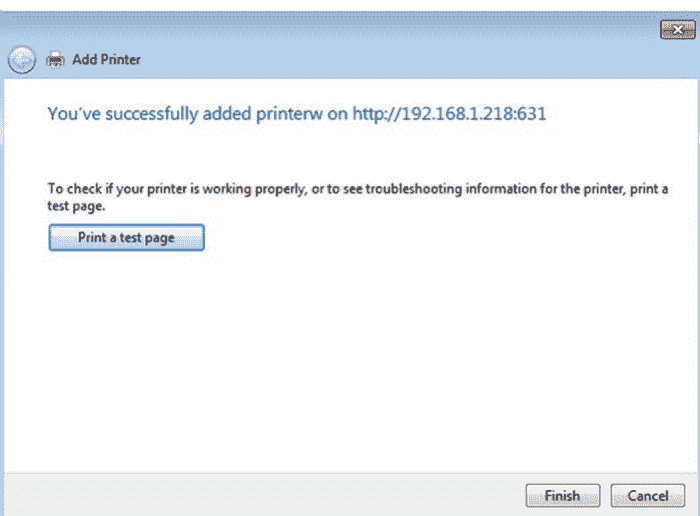 Add Printer
You've successfully added printerw on http://192.168.1.218:631
To check if your printer is working properly, or to see troubleshooting information for the printer, print a
test page.
Print a test page
Finish
Cancel